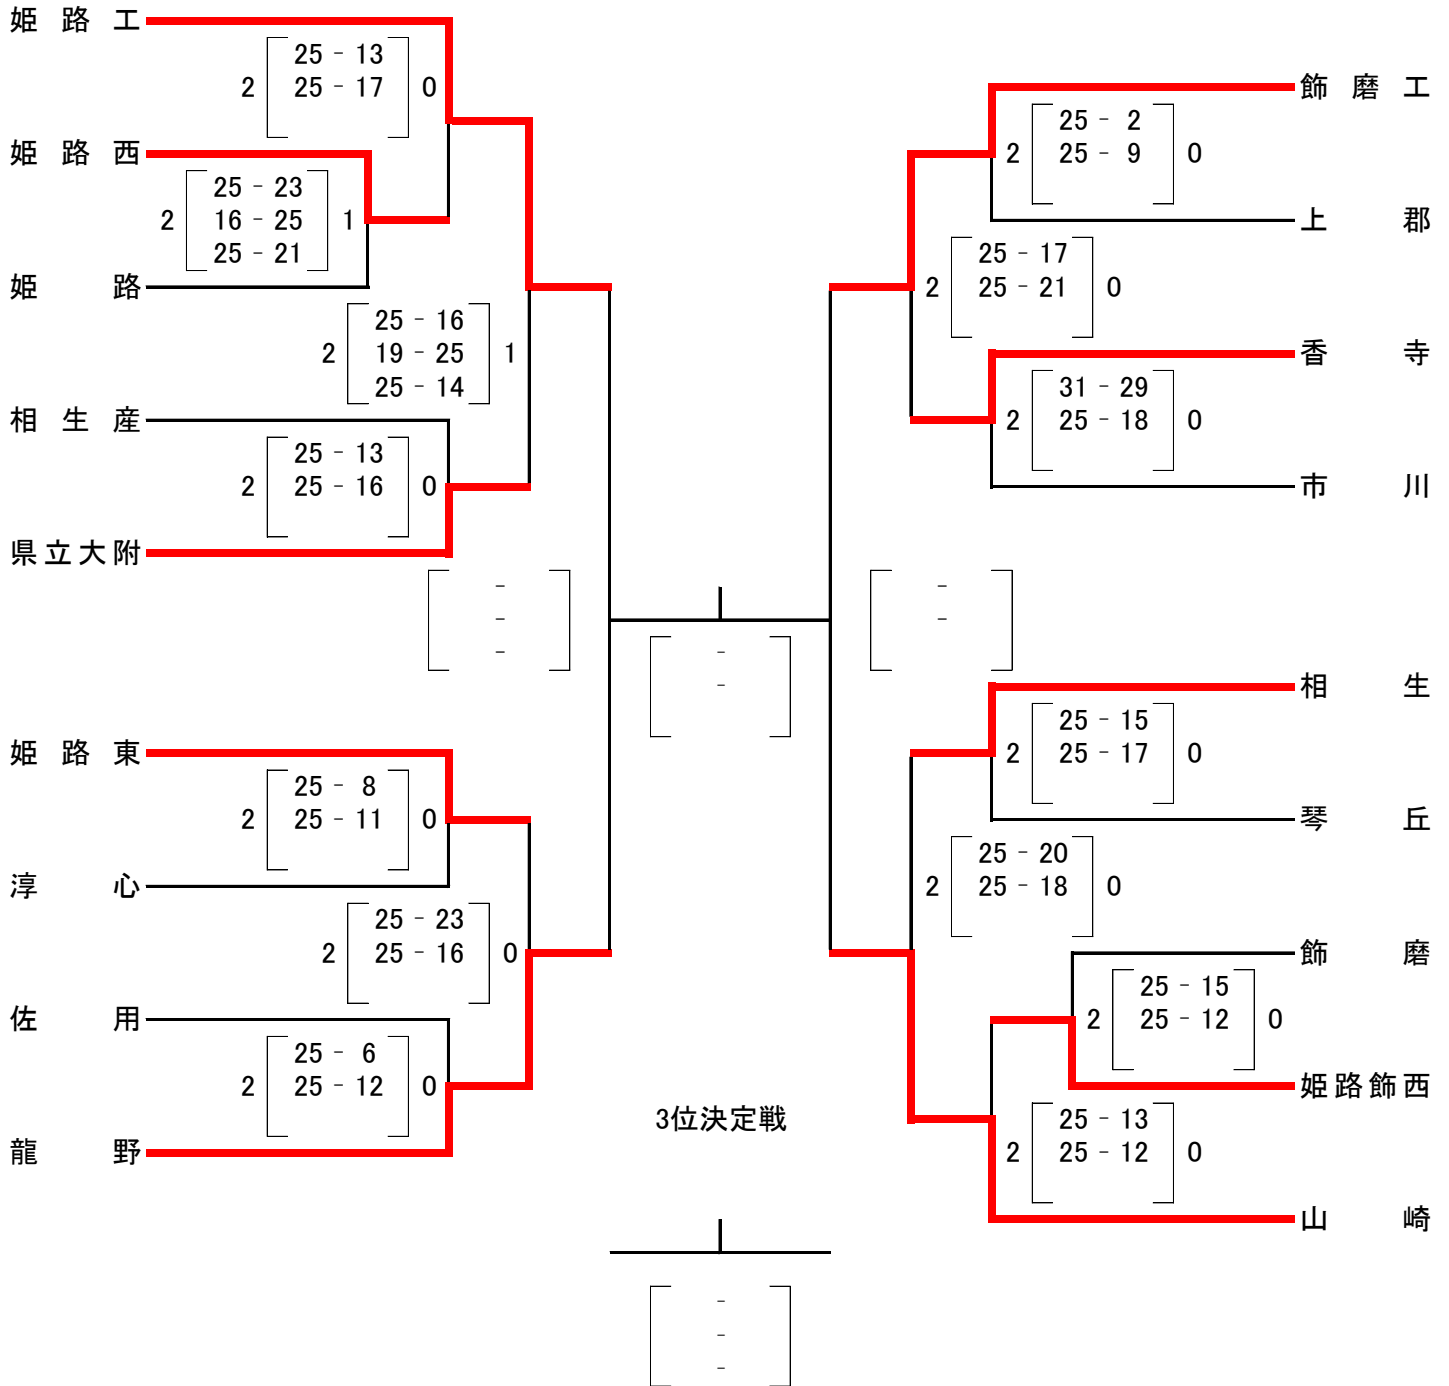 姫路工
25 - 13
2 25 - 17 0
姫路西
25 - 23
2 16 - 25 1
25 - 21
姫路
25 - 16
2 19 - 25 1
25 - 14
相生産
25 - 13
2 25 - 16 0
県立大附
-
-
-
姫路東
25 - 8
2 25 - 11 0
淳心
25 - 23
2 25 - 16 0
佐用
25 - 6
2 25 - 12 0
龍野
-
-
3位決定戦
-
-
-
飾磨工
25 - 2
2 25 - 9 0
上郡
25 - 17
2 25 - 21 0
香寺
31 - 29
2 25 - 18 0
市川
-
-
相生
25 - 15
2 25 - 17 0
琴丘
25 - 20
2 25 - 18 0
飾磨
25 - 15
2 25 - 12 0
姫路飾西
25 - 13
2 25 - 12 0
山崎